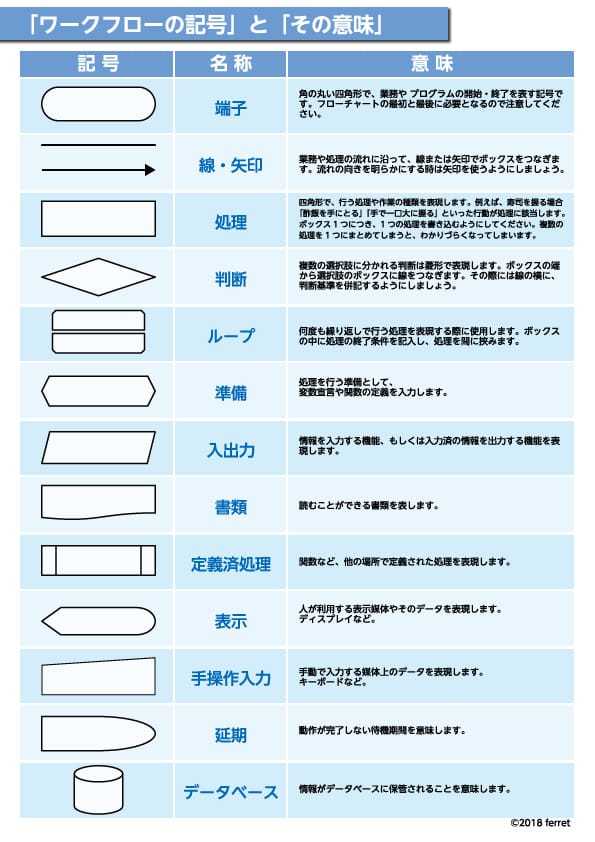 「ワークフローの記号」と「その意味」
記 号 名 称 意 味
端子
角の丸い四角形で、業務や プログラムの開始・終了を表す記号で
す。フローチャートの最初と最後に必要となるので注意してくだ
さい。
線・矢印
業務や処理の流れに沿って、線または矢印でボックスをつなぎま
す。流れの向きを明らかにする時は矢印を使うようにしましょう。
処理
四角形で、行う処理や作業の種類を表現します。例えば、寿司を握る場合
「酢飯を手にとる」「手で一口大に握る」といった行動が処理に該当します。
ボックス1つにつき、1つの処理を書き込むようにしてください。複数の
処理を1つにまとめてしまうと、わかりづらくなってしまいます。
判断
複数の選択肢に分かれる判断は菱形で表現します。ボックスの端
から選択肢のボックスに線をつなぎます。その際には線の横に、
判断基準を併記するようにしましょう。
ループ
何度も繰り返しで行う処理を表現する際に使用します。ボックス
の中に処理の終了条件を記入し、処理を間に挟みます。
準備
処理を行う準備として、
変数宣言や関数の定義を入力します。
入出力
情報を入力する機能、もしくは入力済の情報を出力する機能を表
現します。
書類
読むことができる書類を表します。
定義済処理
関数など、他の場所で定義された処理を表現します。
表示
人が利用する表示媒体やそのデータを表現します。
ディスプレイなど。
手操作入力
手動で入力する媒体上のデータを表現します。
キーボードなど。
延期
動作が完了しない待機期間を意味します。
データベース
情報がデータベースに保管されることを意味します。
©2018 ferret